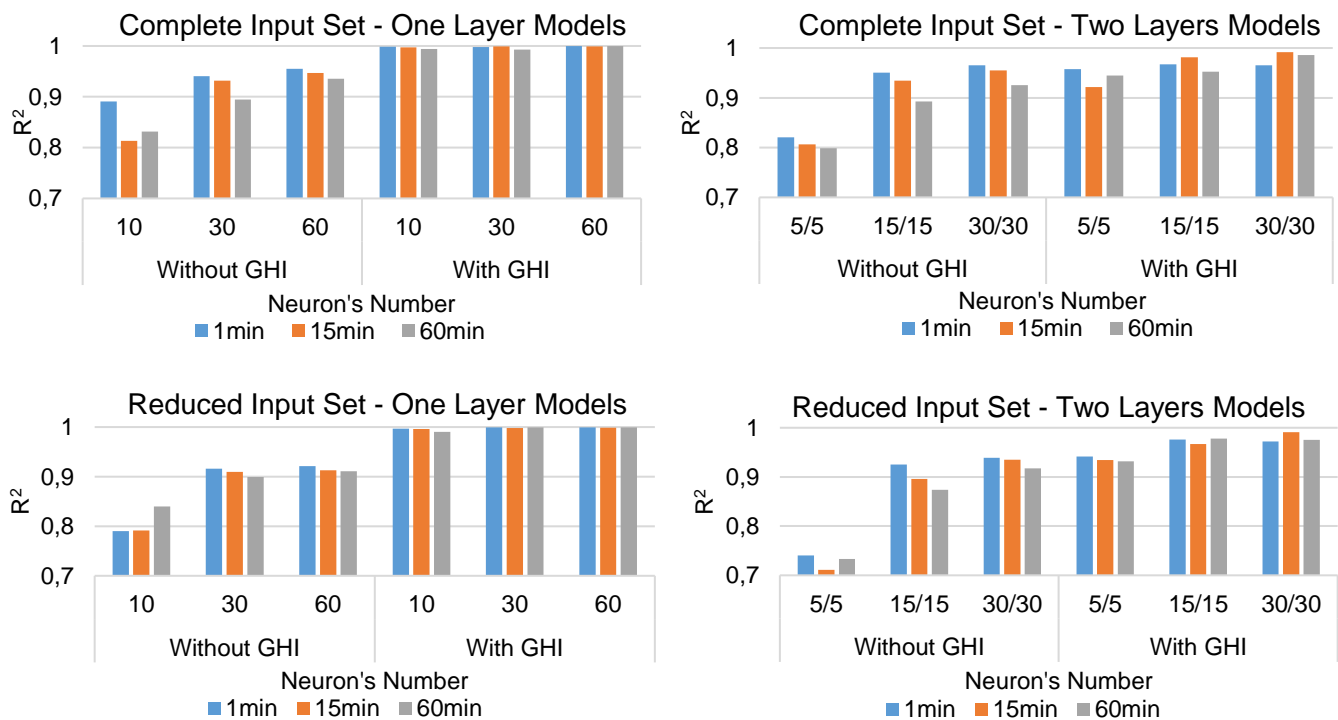 Complete Input Set - One Layer Models
1
0,9
0,8
0,7
R²
10 30 60 10 30 60
Without GHI With GHI
Neuron's Number
1min 15min 60min
Complete Input Set - Two Layers Models
1
0,9
0,8
0,7
R²
5/5 15/15 30/30 5/5 15/15 30/30
Without GHI With GHI
Neuron's Number
1min 15min 60min
Reduced Input Set - One Layer Models
1
0,9
0,8
0,7
R²
10 30 60 10 30 60
Without GHI With GHI
Neuron's Number
1min 15min 60min
Reduced Input Set - Two Layers Models
1
0,9
0,8
0,7
R²
5/5 15/15 30/30 5/5 15/15 30/30
Without GHI With GHI
Neuron's Number
1min 15min 60min